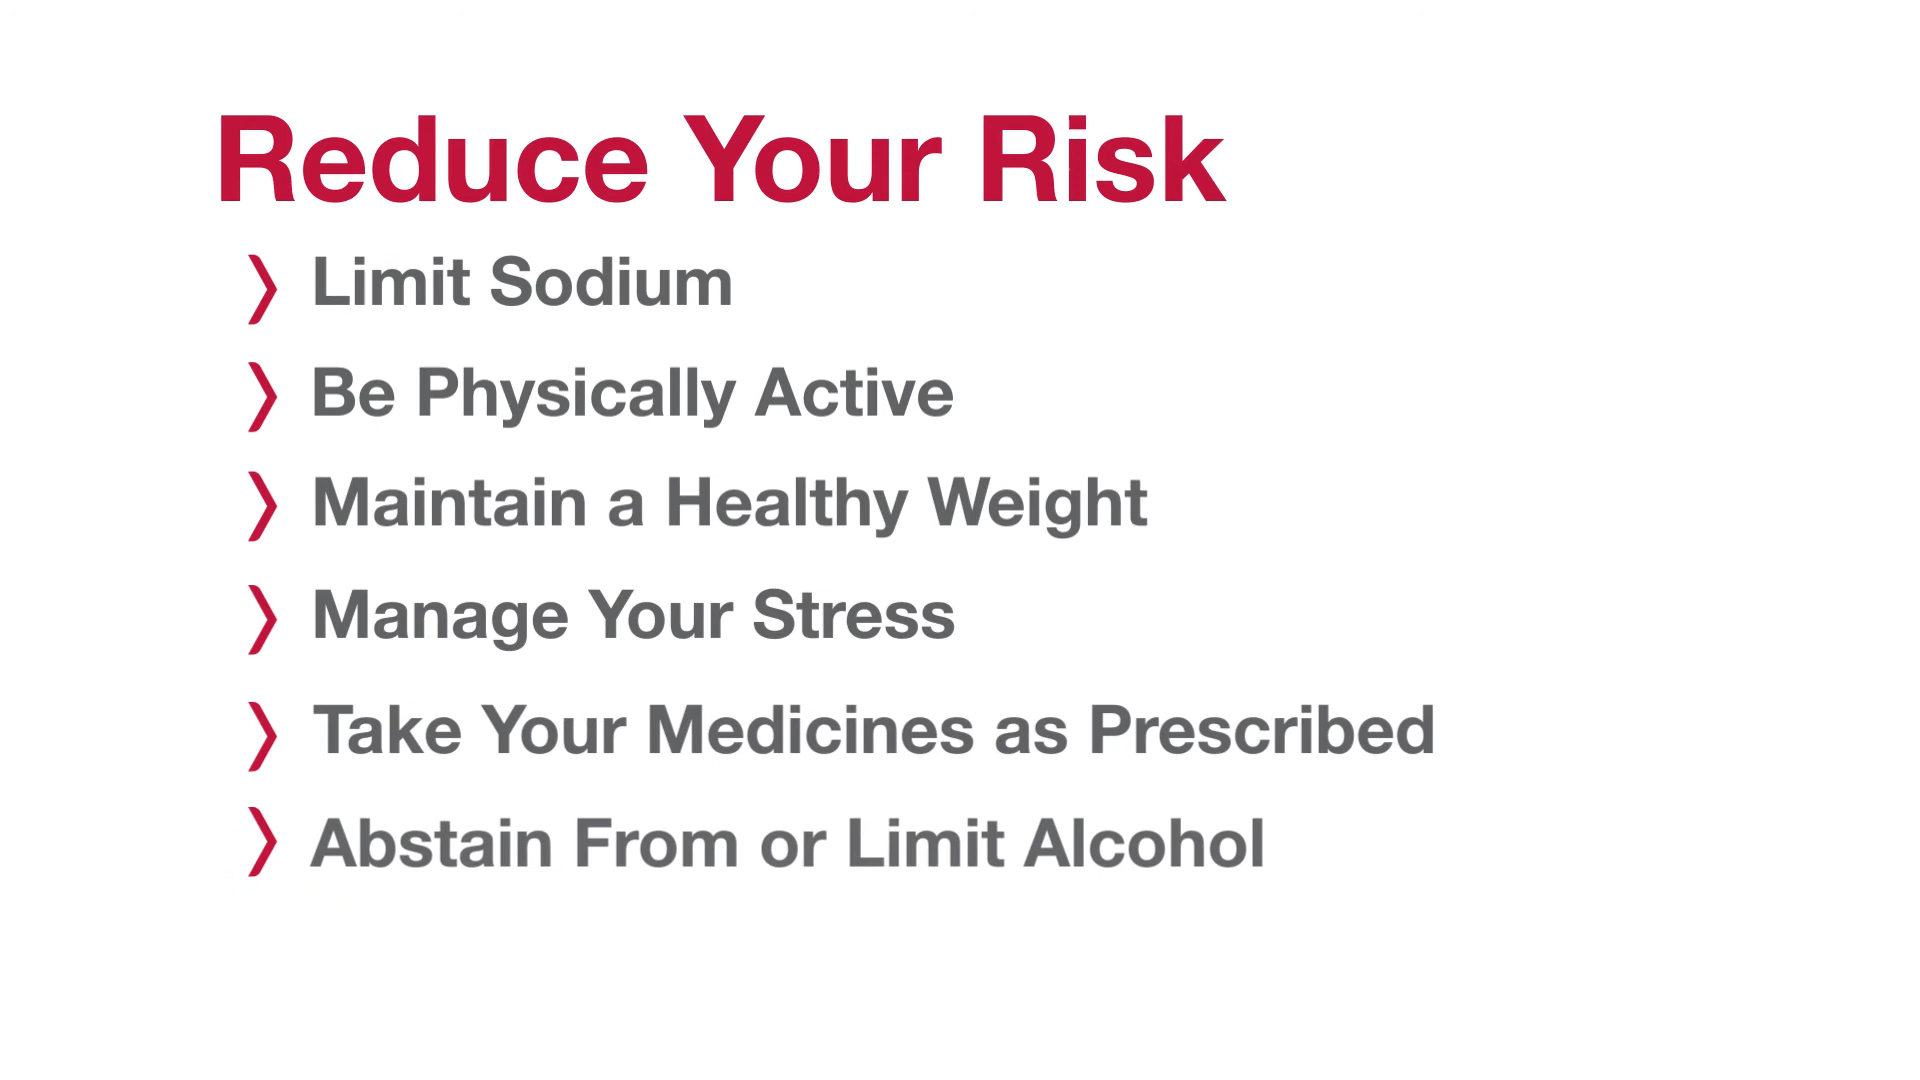 Reduce Your Risk
Limit Sodium
Be Physically Active
Maintain a Healthy Weight
Manage Your Stress
Take Your Medicines as Prescribed
Abstain From or Limit Alcohol